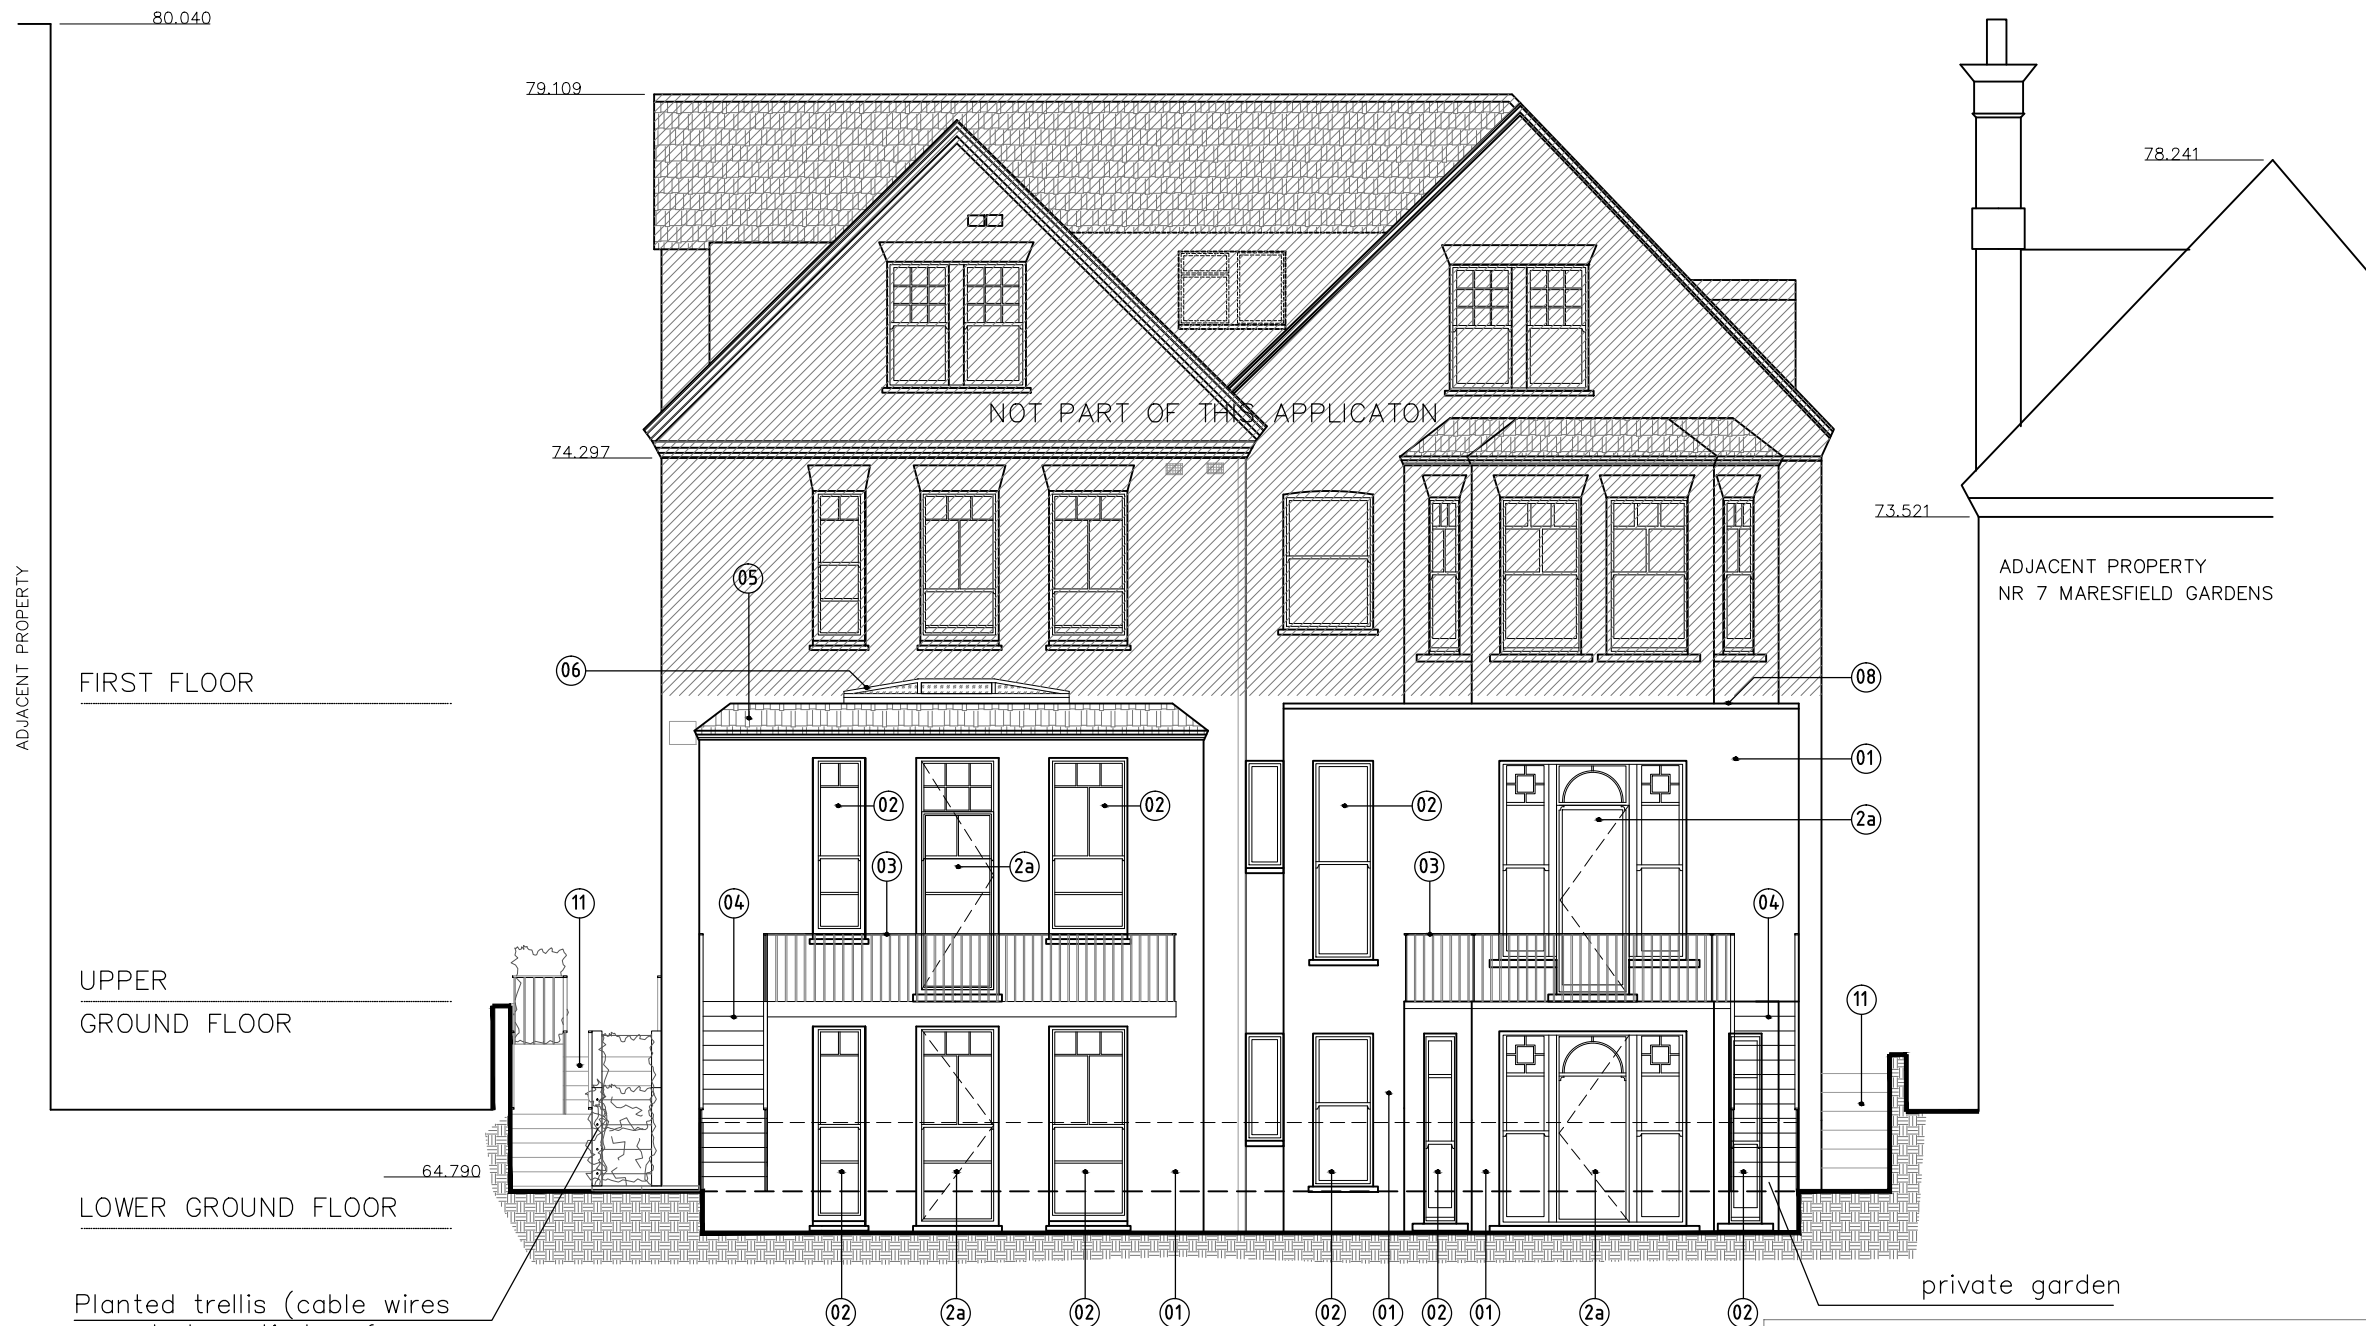 80.040
79.109
78.241
NOT PART OF THIS APPLICATON
74.297
73.521
ADJACENT PROPERTY
NR 7 MARESFIELD GARDENS
ADJACENT PROPERTY
05
06
08
FIRST FLOOR
01
02
02
02
2a
03
2a
03
11
04
04
UPPER
GROUND FLOOR
11
64.790
LOWER GROUND FLOOR
private garden
Planted trellis (cable wires
02
2a
02
01
02
01
02
01
2a
02